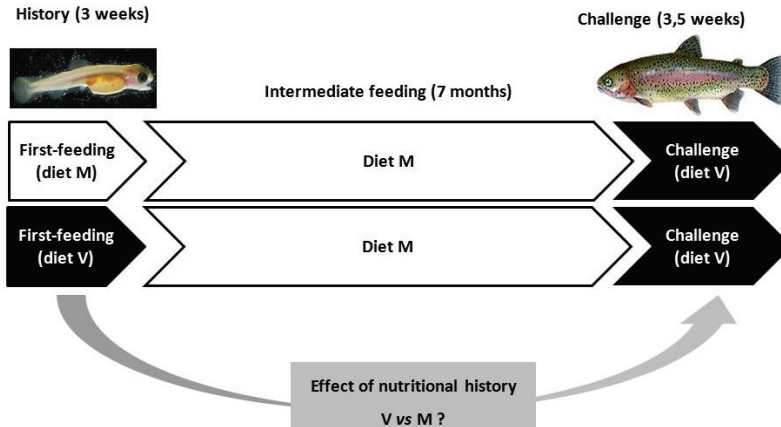 History (3 weeks)
Challenge (3,5 weeks)
Intermediate feeding (7 months)
First-feeding
(diet M)
Diet M
Challenge
(diet V)
First-feeding
(diet V)
Diet M
Challenge
(diet V)
Effect of nutritional history
V vs M ?